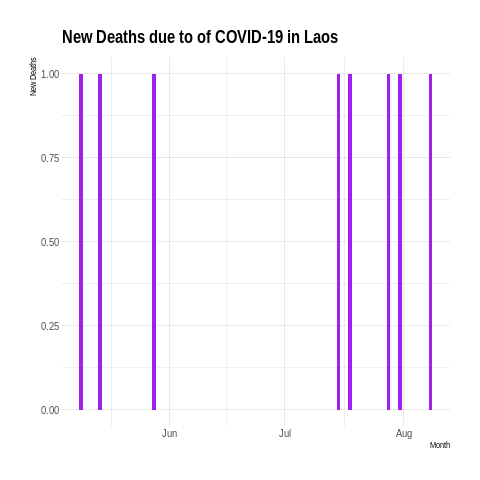 New Deaths due to of COVID-19 in Laos
New Deaths
1.00
0.75
0.50
0.25
0.00
Jun Jul Aug
Month